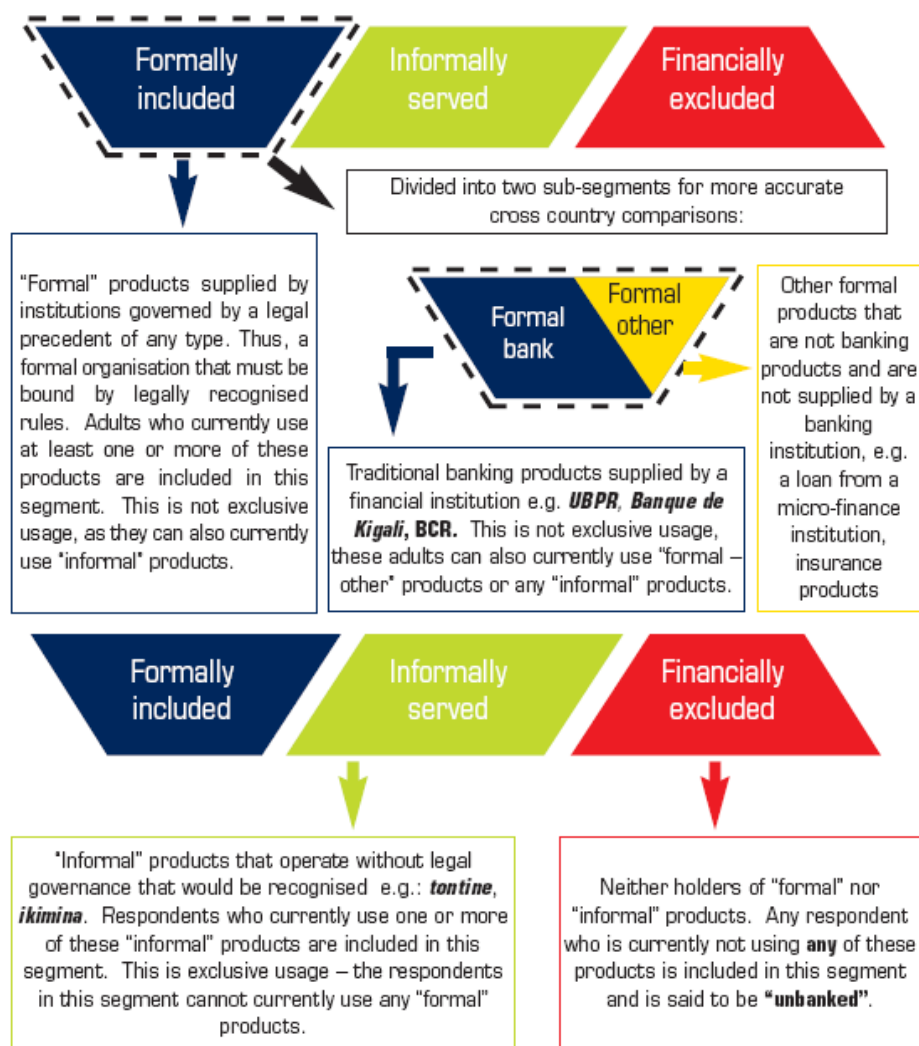 Formally
included
Informally
served
Financially
excluded
Divided into two sub-segments for more accurate
cross country comparisons:
"Formal" products supplied by
institutions governed by a legal
precedent of any type. Thus, a
formal organisation that must be
bound by legally recognised
rules. Adults who currently use
at least one or more of these
products are included in this
segment. This is not exclusive
usage, as they can also currently
use "informal" products.
Formal
bank
Formal
other
Other formal
products that
are not banking
products and are
not supplied by a
banking
institution, e.g.
a loan from a
micro-finance
institution,
insurance
products
Traditional banking products supplied by a
financial institution e.g. UBPR, Banque de
Kigali, BCR. This is not exclusive usage,
these adults can also currently use "formal –
other" products or any "informal" products.
Formally
included
Informally
served
Financially
excluded
"Informal" products that operate without legal
governance that would be recognised e.g.: tontine,
ikimina. Respondents who currently use one or more
of these "informal" products are included in this
segment. This is exclusive usage – the respondents
in this segment cannot currently use any "formal"
products.
Neither holders of "formal" nor
"informal" products. Any respondent
who is currently not using any of these
products is included in this segment
and is said to be "unbanked".